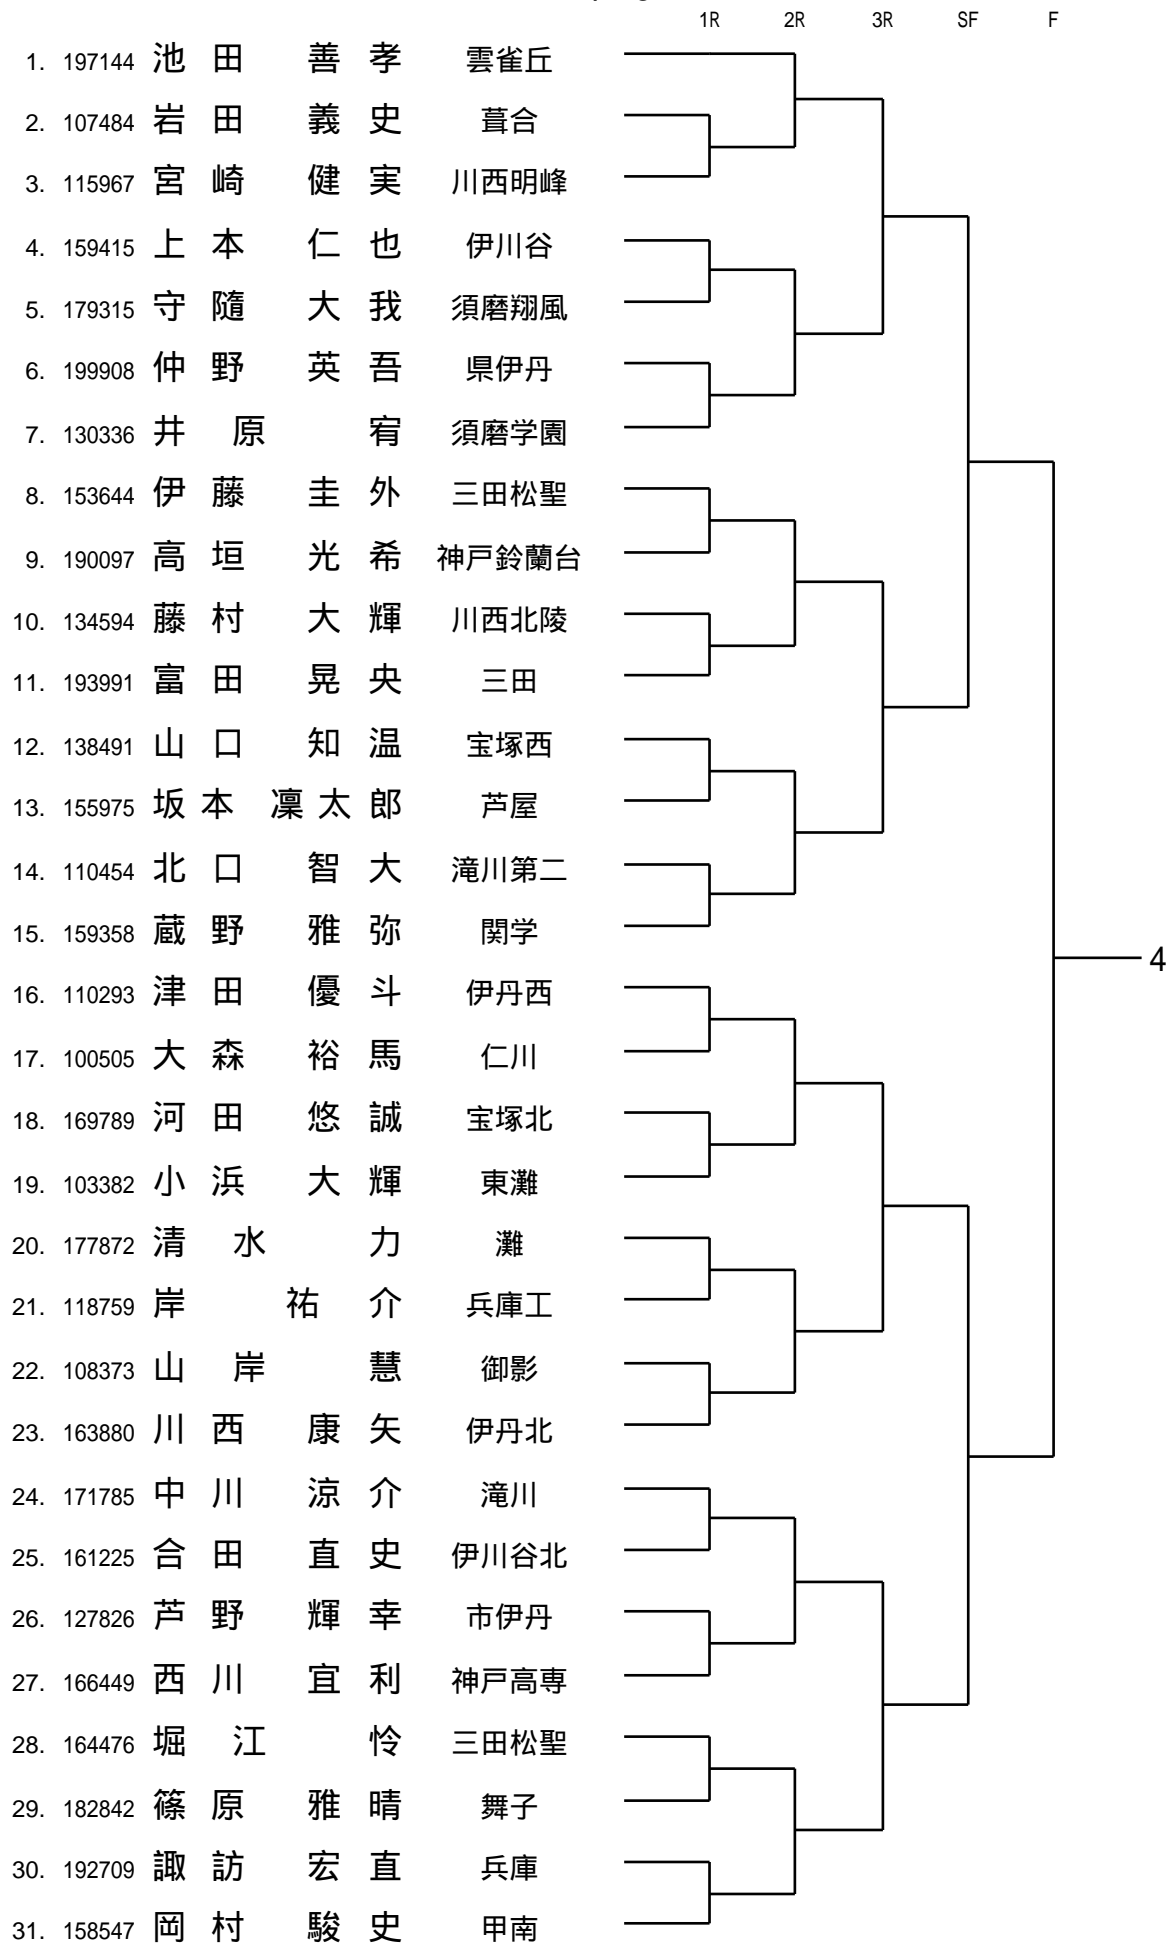 1R 2R 3R SF F
1. 197144 池田 善孝 雲雀丘
2. 107484 岩田 義史 葺合
3. 115967 宮崎 健実 川西明峰
4. 159415 上本 仁也 伊川谷
5. 179315 守隨 大我 須磨翔風
6. 199908 仲野 英吾 県伊丹
7. 130336 井原 宥 須磨学園
8. 153644 伊藤 圭外 三田松聖
9. 190097 高垣 光希 神戸鈴蘭台
10. 134594 藤村 大輝 川西北陵
11. 193991 富田 晃央 三田
12. 138491 山口 知温 宝塚西
13. 155975 坂本 凜太郎 芦屋
14. 110454 北口 智大 滝川第二
15. 159358 蔵野 雅弥 関学
4
16. 110293 津田 優斗 伊丹西
17. 100505 大森 裕馬 仁川
18. 169789 河田 悠誠 宝塚北
19. 103382 小浜 大輝 東灘
20. 177872 清水 力 灘
21. 118759 岸 祐介 兵庫工
22. 108373 山岸 慧 御影
23. 163880 川西 康矢 伊丹北
24. 171785 中川 涼介 滝川
25. 161225 合田 直史 伊川谷北
26. 127826 芦野 輝幸 市伊丹
27. 166449 西川 宜利 神戸高専
28. 164476 堀江 怜 三田松聖
29. 182842 篠原 雅晴 舞子
30. 192709 諏訪 宏直 兵庫
31. 158547 岡村 駿史 甲南